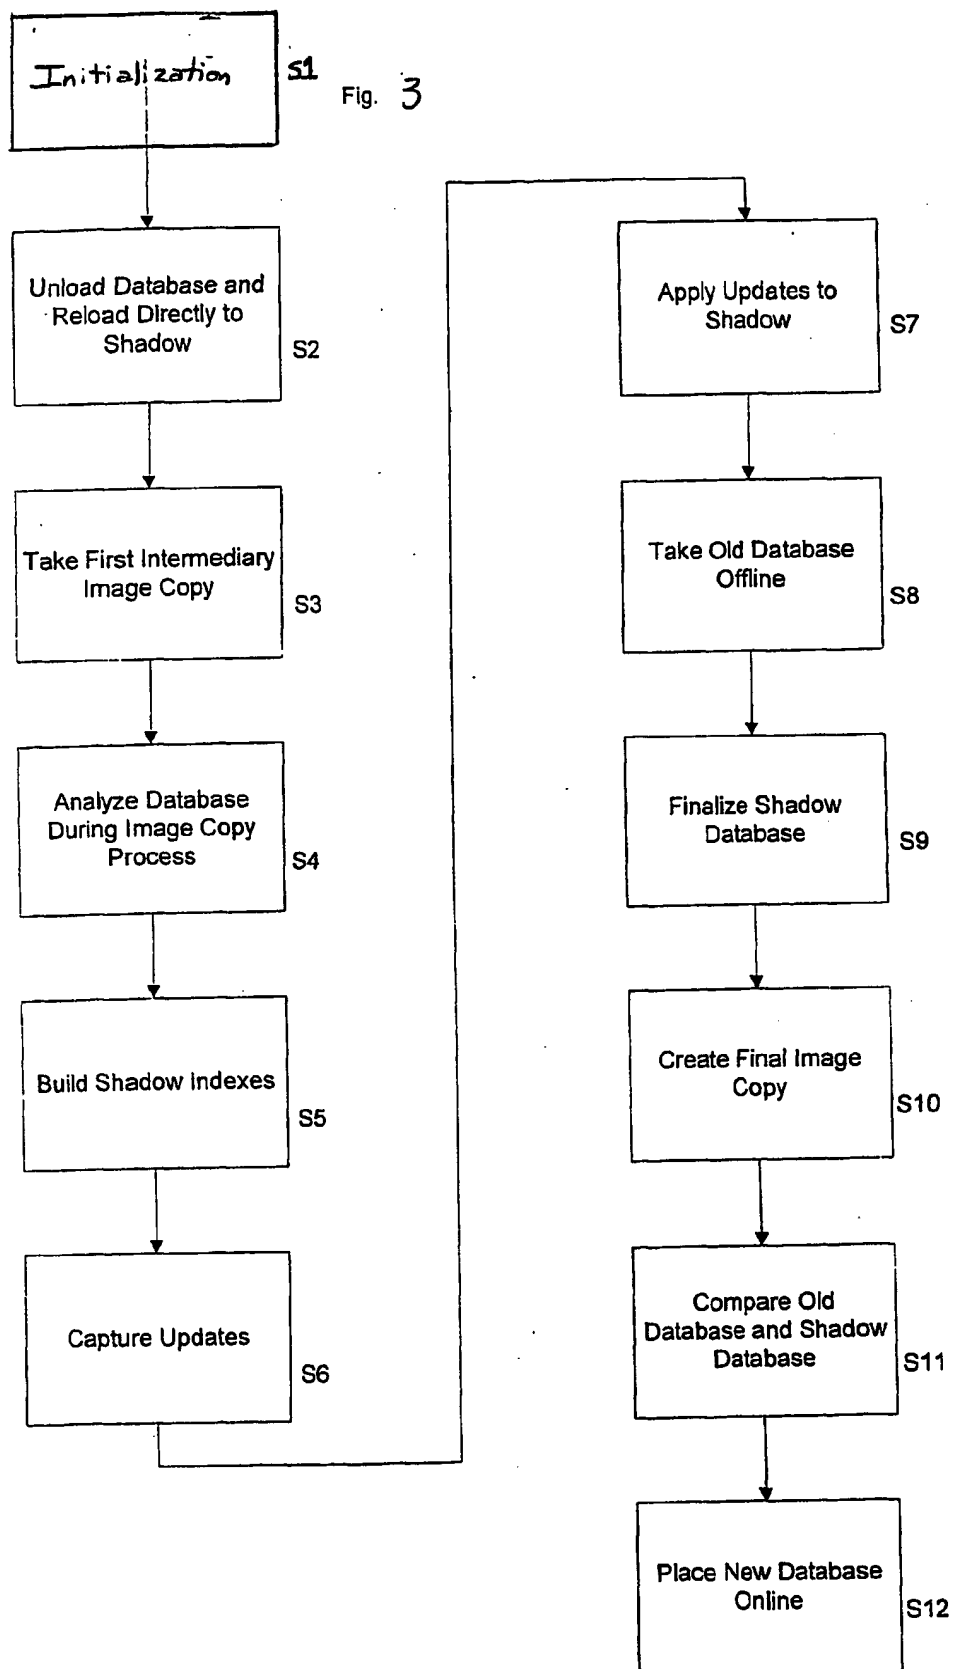 Initialization
S1
Fig. 3
Unload Database and
Reload Directly to
Shadow
S2
Take First Intermediary
Image Copy
S3
Analyze Database
During Image Copy
Process
S4
Build Shadow Indexes
S5
Capture Updates
S6
Apply Updates to
Shadow
S7
Take Old Database
Offline
S8
Finalize Shadow
Database
S9
Create Final Image
Copy
S10
Compare Old
Database and Shadow
Database
S11
Place New Database
Online
S12